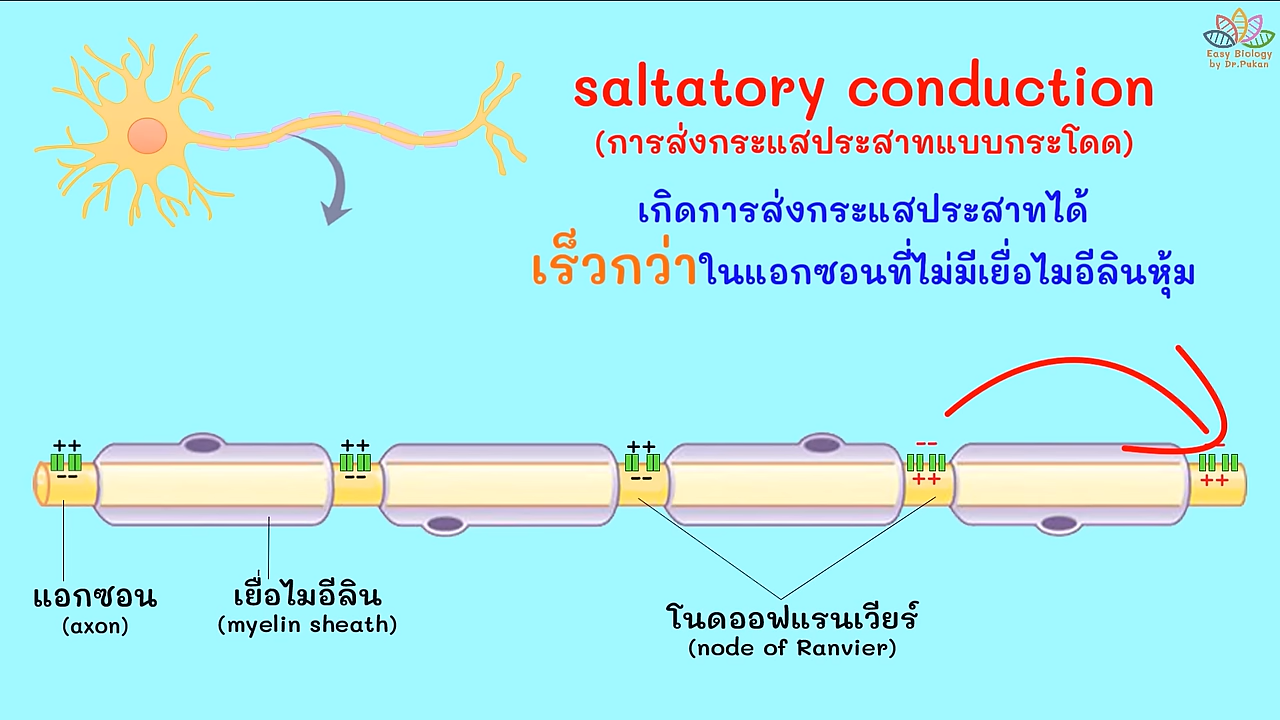 Easy Biology
by Dr.Pukan
saltatory conduction
(การส่งกระแสประสาทแบบกระโดด)
เกิดการส่งกระแสประสาทได้
เร็วกว่าในแอกซอนที่ไม่มีเยื่อไมอีลินหุ้ม
++ ++ ++ -- --
-- -- -- ++ ++
แอกซอน
(axon)
เยื่อไมอีลิน
(myelin sheath)
โนดออฟแรนเวียร์
(node of Ranvier)